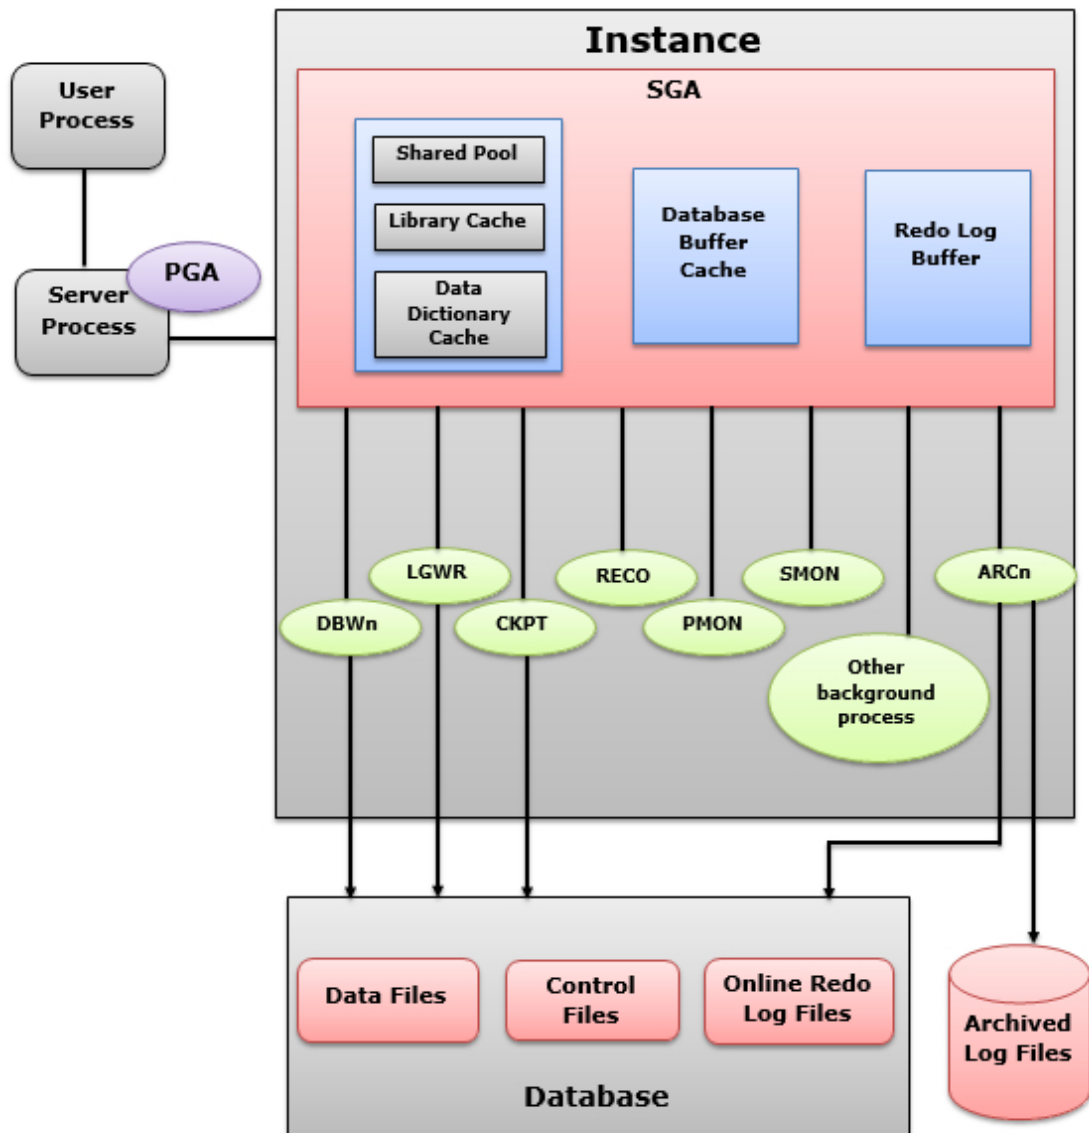 Instance
SGA
User
Process
Shared Pool
Library Cache
Data
Dictionary
Cache
Database
Buffer
Cache
Redo Log
Buffer
PGA
Server
Process
LGWR
RECO
SMON
ARCn
DBWn
CKPT
PMON
Other
background
process
Data Files
Control
Files
Online Redo
Log Files
Archived
Log Files
Database